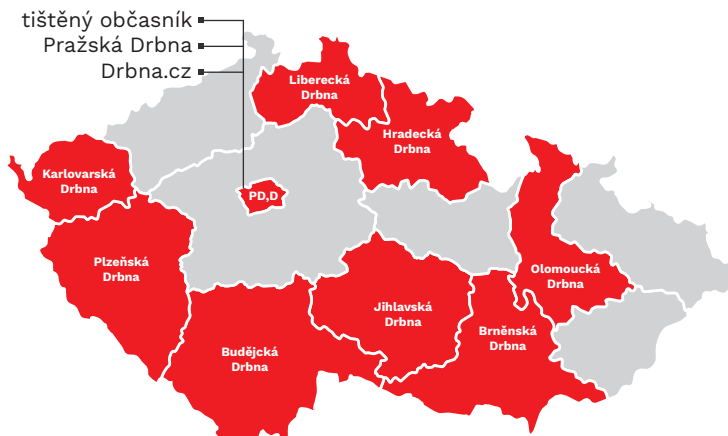 tištěný občasník
Pražská Drbna
Drbna.cz
Liberecká
Drbna
Hradecká
Drbna
Karlovarská
Drbna
PD,D
Plzeňská
Drbna
Olomoucká
Drbna
Jihlavská
Drbna
Brněnská
Drbna
Budějcká
Drbna